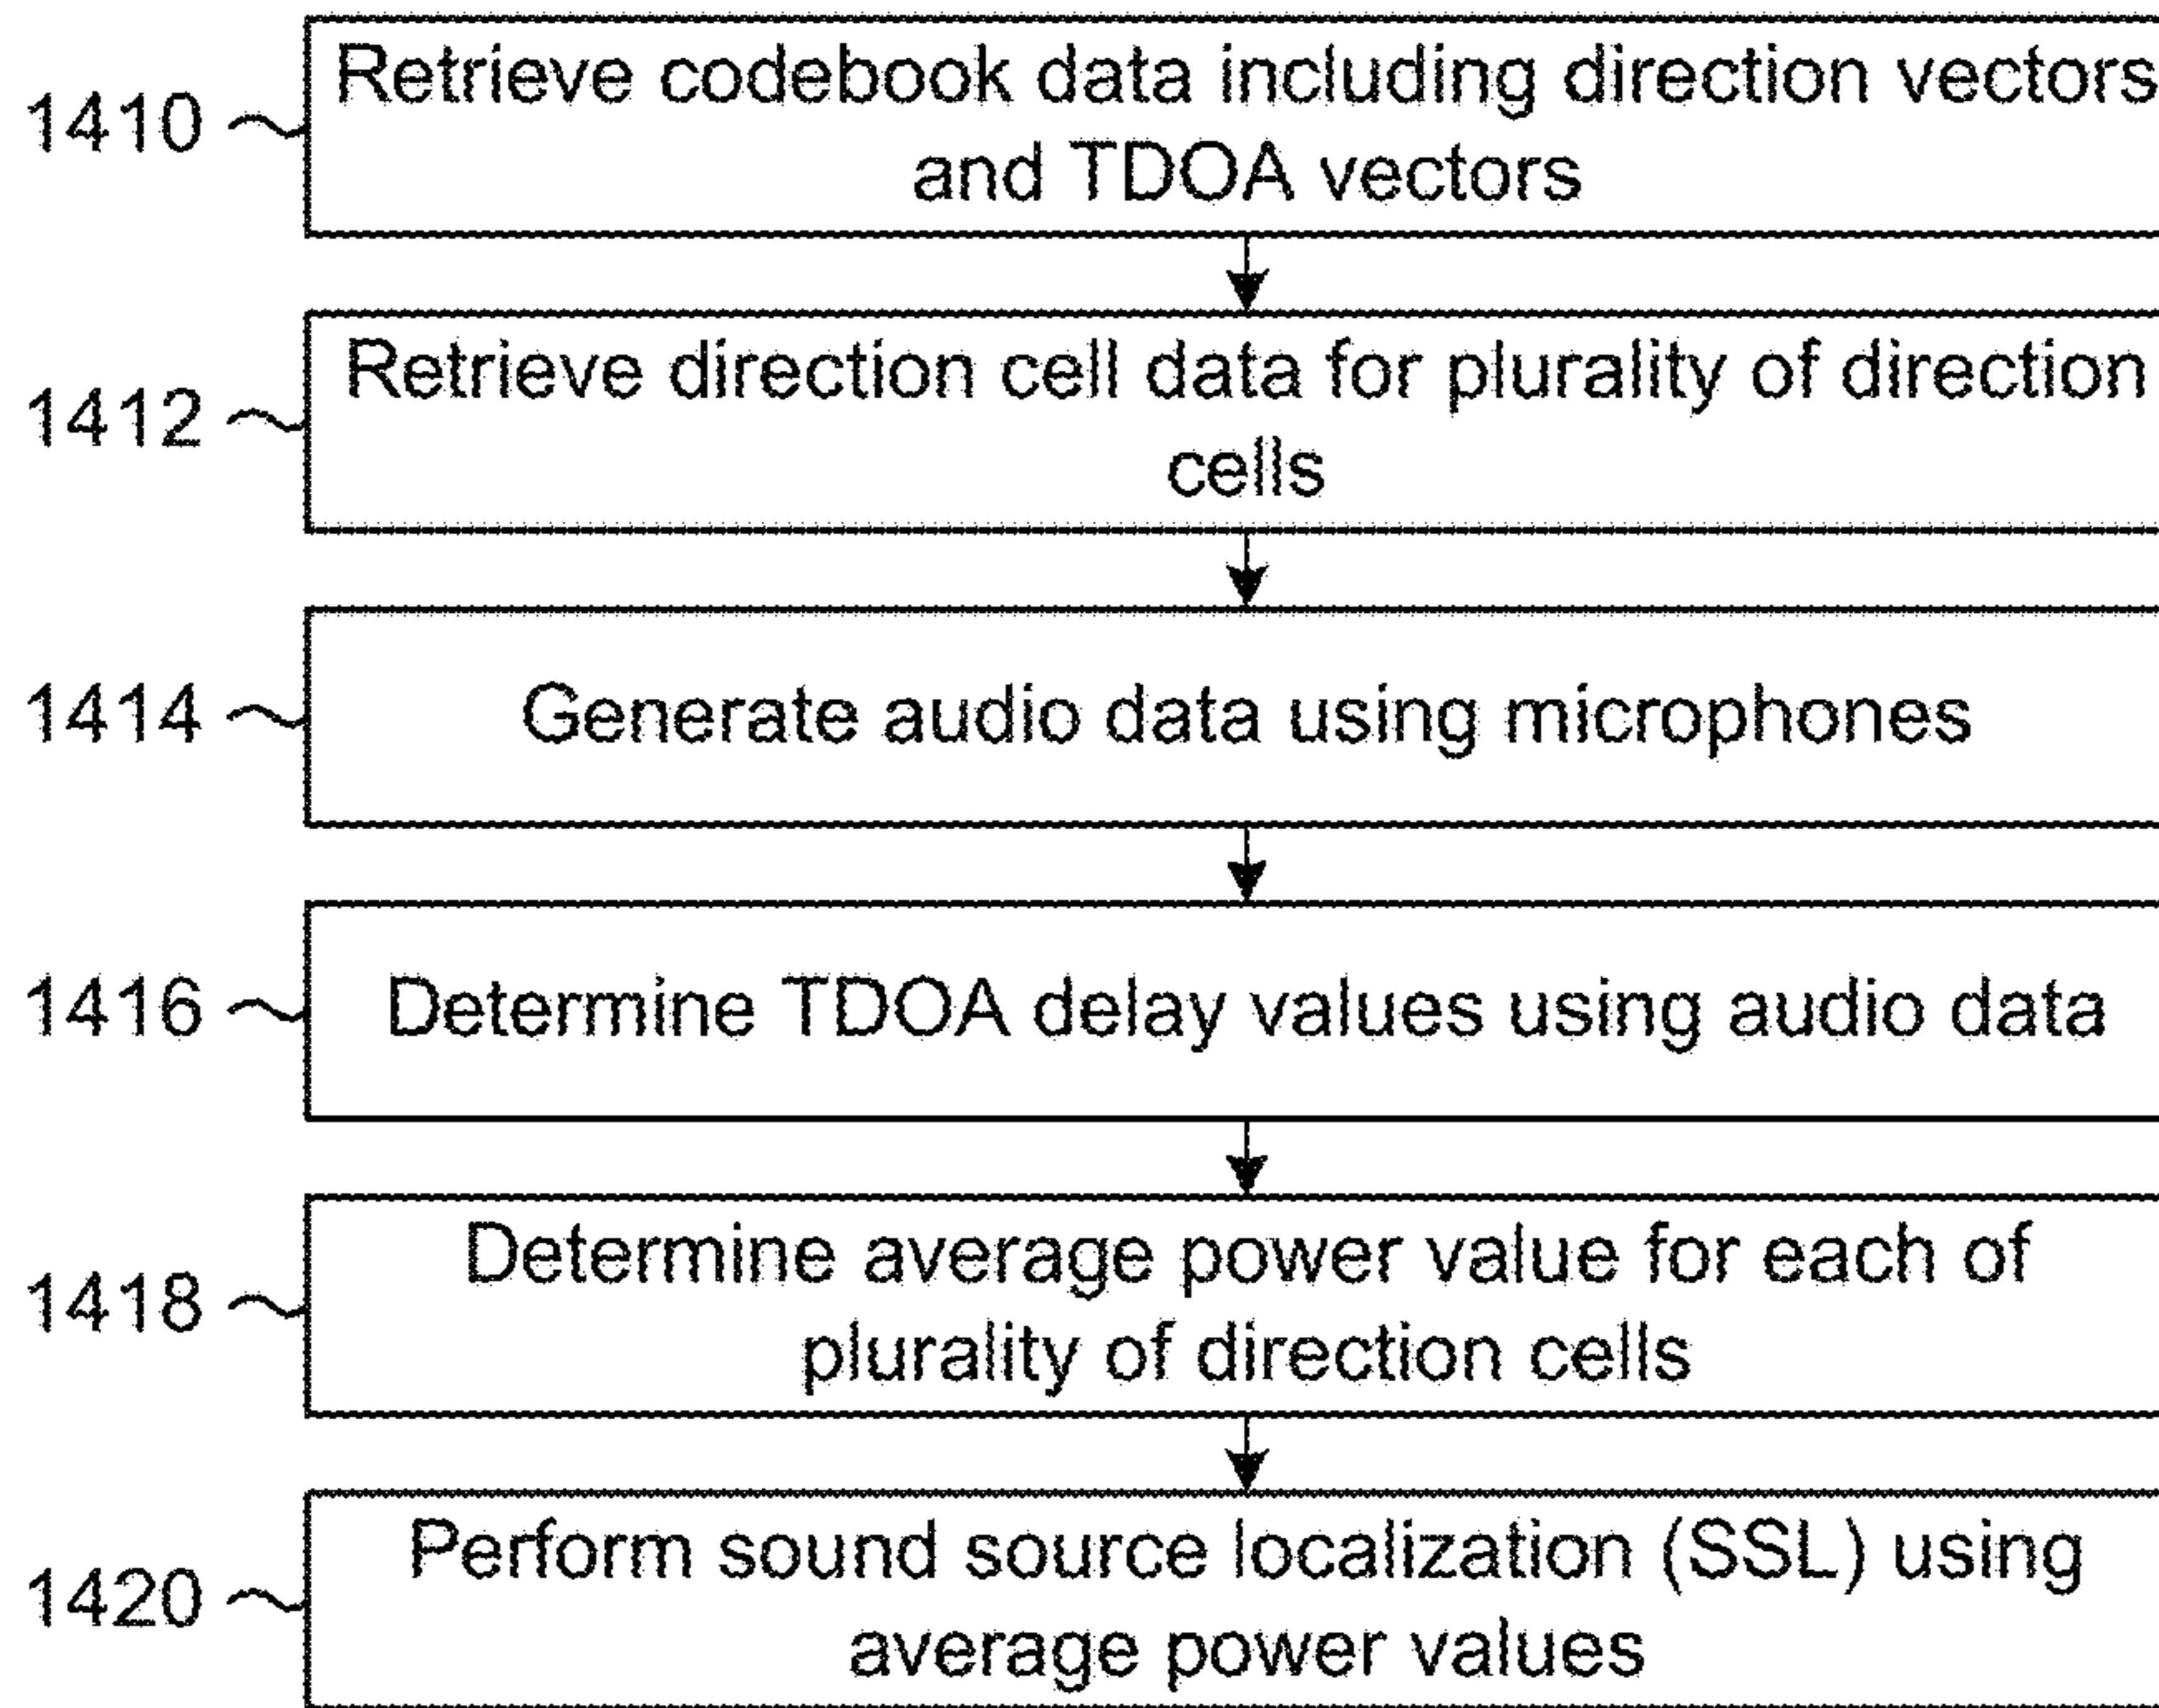 1410
Retrieve codebook data including direction vectors
and TDOA vectors
1412
Retrieve direction cell data for plurality of direction
cells
1414
Generate audio data using microphones
1416
Determine TDOA delay values using audio data
1418
Determine average power value for each of
plurality of direction cells
1420
Perform sound source localization (SSL) using
average power values